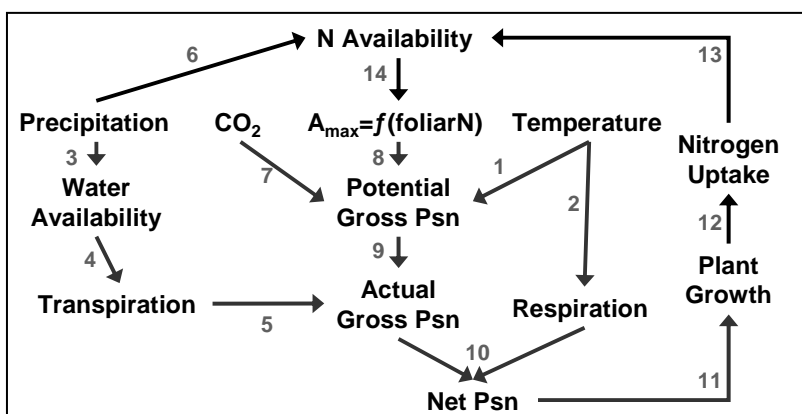 N Availability
6
14
13
Precipitation
CO2
Amax=f(foliarN)
Temperature
3
7
8
1
Nitrogen
Uptake
Water
Availability
Potential
Gross Psn
2
12
4
9
Plant
Growth
Transpiration
5
Actual
Gross Psn
Respiration
10
11
Net Psn